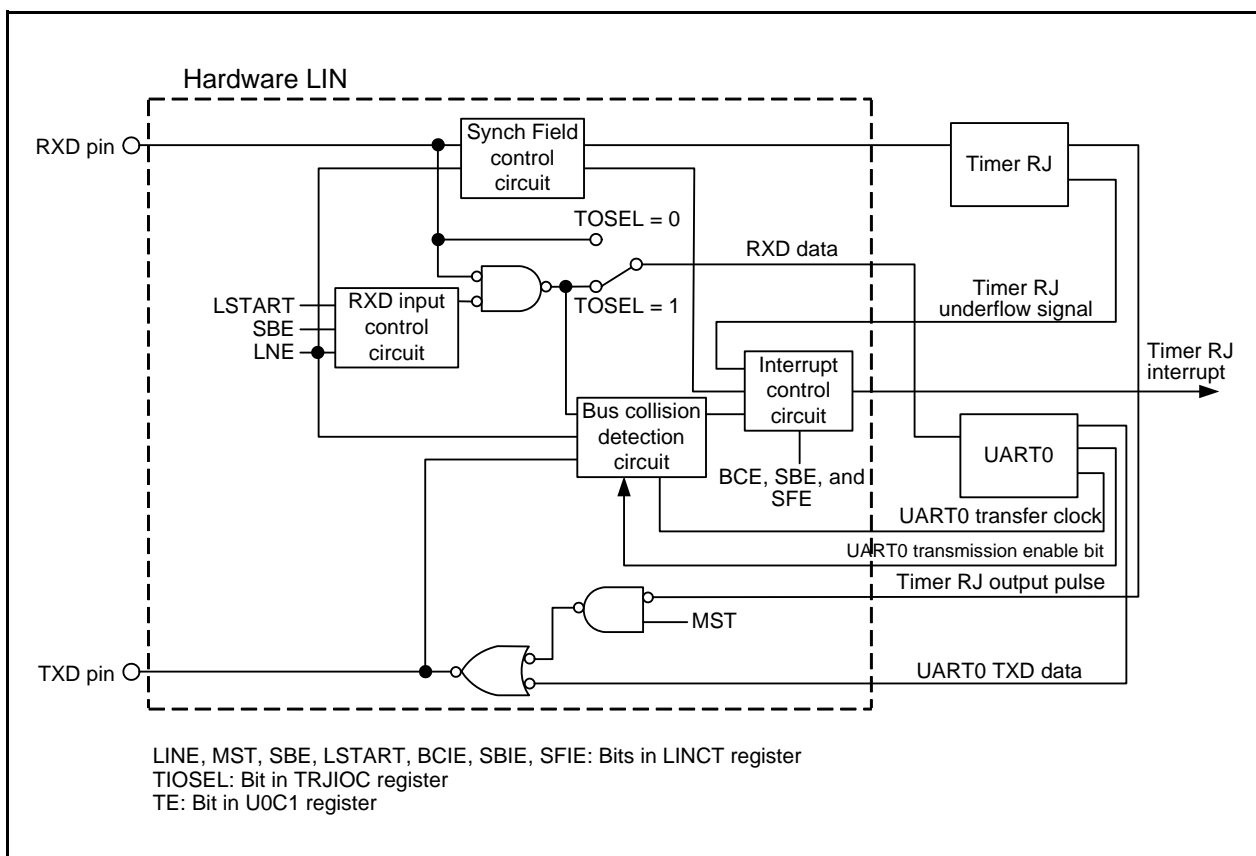 Hardware LIN
RXD pin
Synch Field
control
circuit
Timer RJ
TOSEL = 0
RXD data
TOSEL = 1
LSTART
SBE
LNE
RXD input
control
circuit
Timer RJ
underflow signal
Timer RJ
interrupt
Interrupt
control
circuit
Bus collision
detection
circuit
BCE, SBE, and
SFE
UART0
UART0 transfer clock
UART0 transmission enable bit
Timer RJ output pulse
MST
TXD pin
UART0 TXD data
LINE, MST, SBE, LSTART, BCIE, SBIE, SFIE: Bits in LINCT register
TIOSEL: Bit in TRJIOC register
TE: Bit in U0C1 register